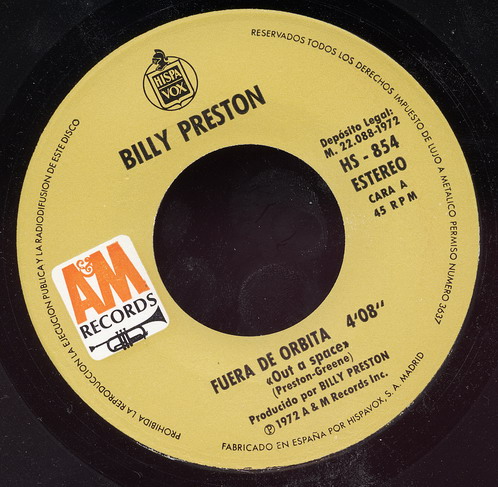 HISPA
VOX
BILLY PRESTON
Depósito Legal:
M. 22.088-1972
HS - 854
ESTEREO
CARA A
45 RPM
A&M
RECORDS
FUERA DE ORBITA 4'08"
«Out a space»
(Preston-Greene)
Producido por BILLY PRESTON
Ⓟ 1972 A & M Records Inc.
FABRICADO EN ESPAÑA POR HISPAVOX, S. A. MADRID
PROHIBIDA LA REPRODUCCIÓN LA EJECUCION PUBLICA Y LA RADIODIFUSION DE ESTE DISCO
RESERVADOS TODOS LOS DERECHOS IMPUESTO DE LUJO A METALICO PERMISO NUMERO 3637